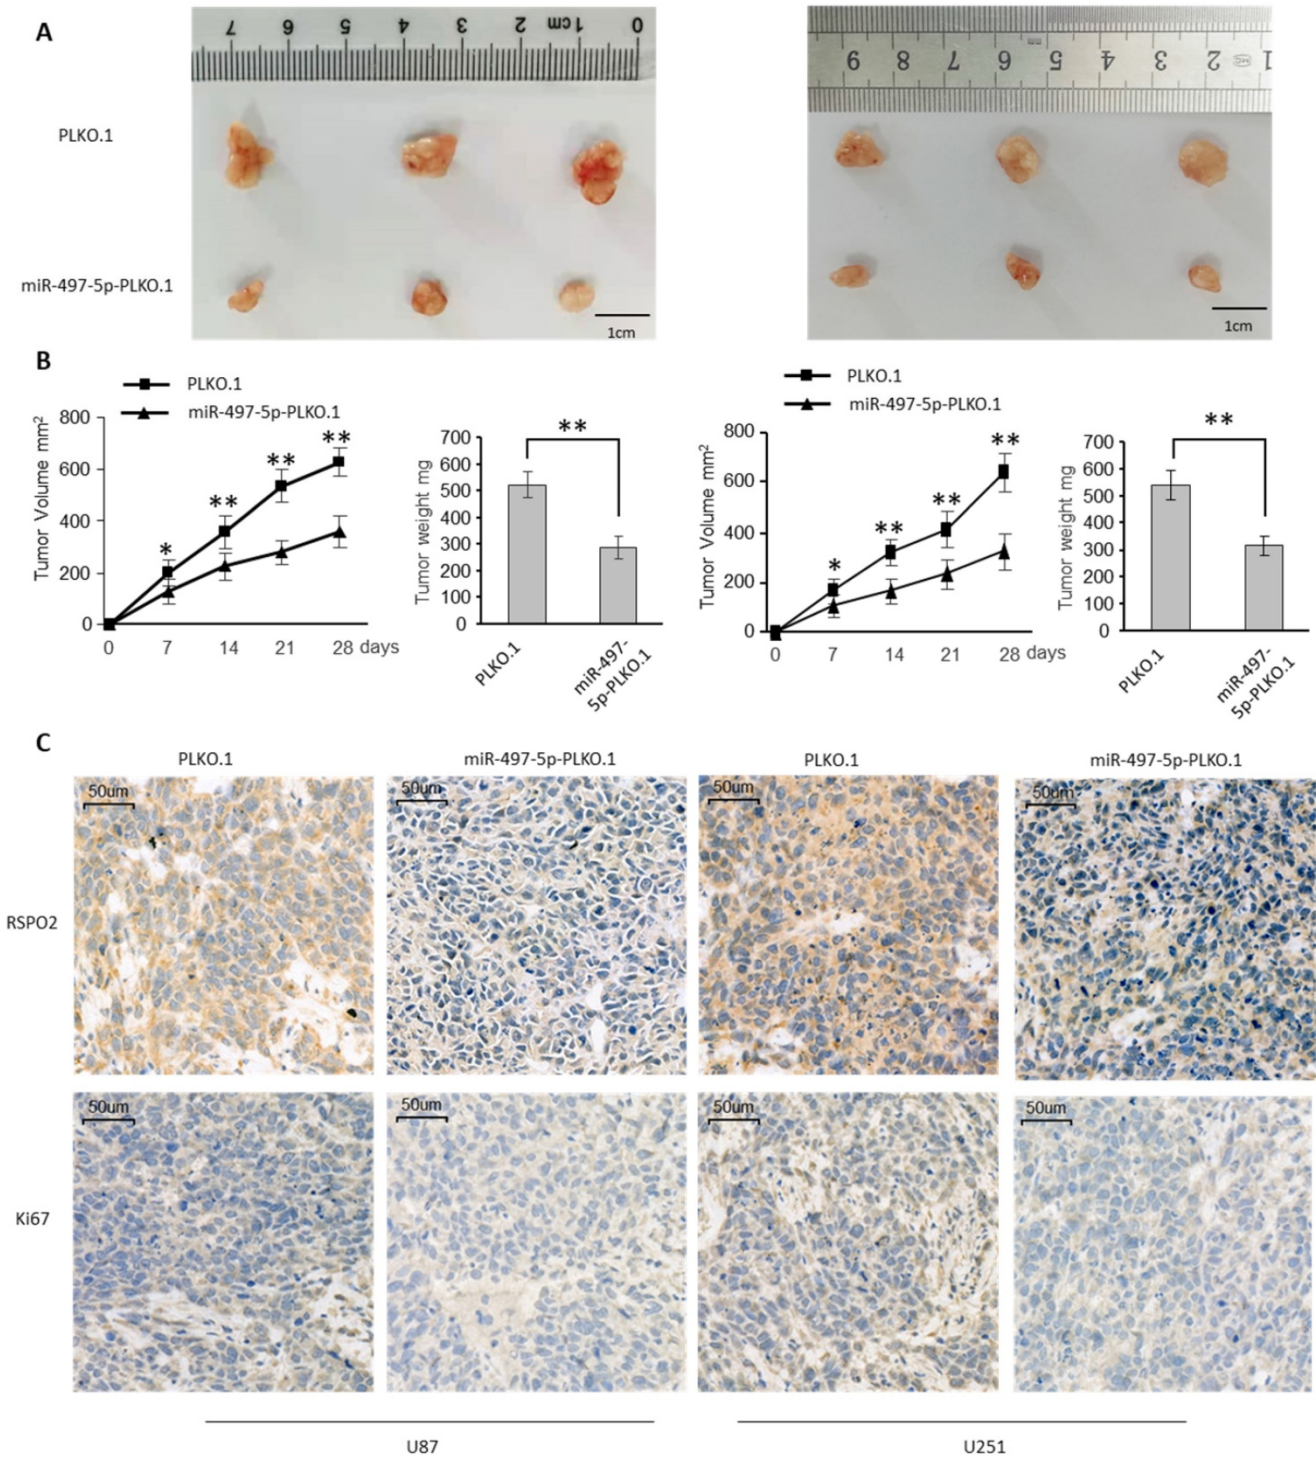 A
7 6 5 4 3 2 1cm 0
9 8 7 6 5 4 3 2 1
PLKO.1
miR-497-5p-PLKO.1
1cm
1cm
B
PLKO.1
miR-497-5p-PLKO.1
Tumor Volume mm2
800
600
400
200
0
* ** ** **
0 7 14 21 28 days
Tumor weight mg
700
600
500
400
300
200
100
0
**
PLKO.1
miR-497-
5p-PLKO.1
PLKO.1
miR-497-5p-PLKO.1
Tumor Volume mm2
800
600
400
200
0
* ** ** **
0 7 14 21 28 days
Tumor weight mg
700
600
500
400
300
200
100
0
**
PLKO.1
miR-497-
5p-PLKO.1
C
PLKO.1 miR-497-5p-PLKO.1 PLKO.1 miR-497-5p-PLKO.1
50um 50um 50um 50um
RSPO2
50um 50um 50um 50um
Ki67
U87 U251